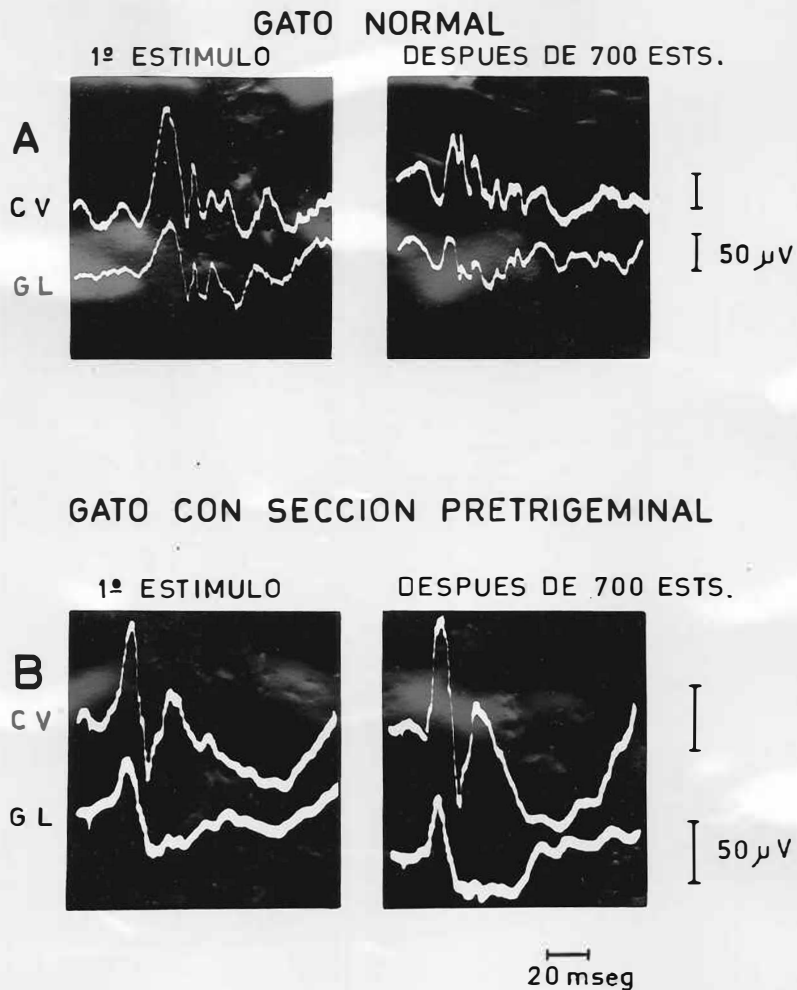 GATO NORMAL
1º ESTIMULO DESPUES DE 700 ESTS.
A
CV
GL
50 μV
GATO CON SECCION PRETRIGEMINAL
1º ESTIMULO DESPUES DE 700 ESTS.
B
CV
GL
50 μV
20 mseg